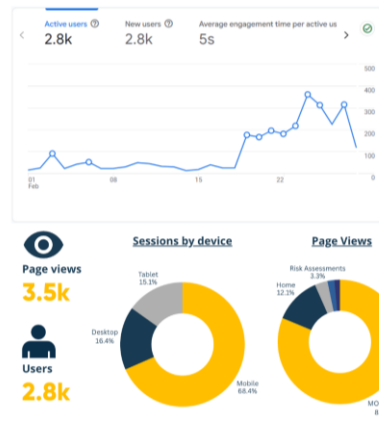 Active users
New users
Average engagement time per active us
2.8k
2.8k
5s
500
400
300
200
100
0
01
Feb
08
15
22
Page views
3.5k
Users
2.8k
Sessions by device
Tablet
15.1%
Desktop
16.4%
Mobile
68.4%
Page Views
Risk Assessments
3.3%
Home
12.1%
MO
8